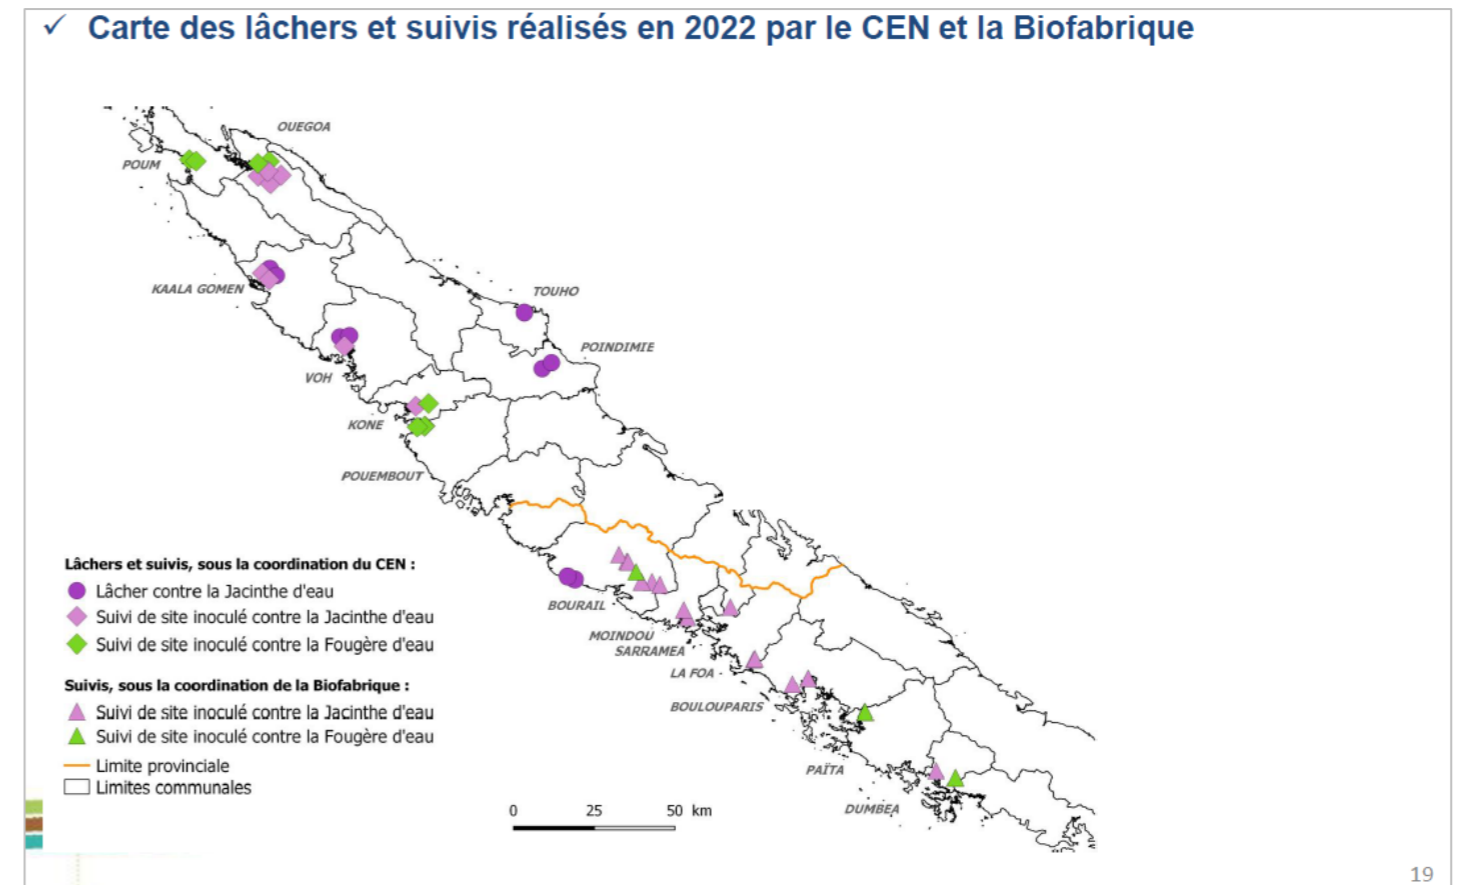 ✓ Carte des lâchers et suivis réalisés en 2022 par le CEN et la Biofabrique
OUEGOA
POUM
KAALA GOMEN
TOUHO
POINDIMIE
VOH
KONE
POUEMBOUT
BOURAIL
MOINDOU
SARRAMEA
LA FOA
BOULOUPARIS
PAÏTA
DUMBEA
Lâchers et suivis, sous la coordination du CEN :
Lâcher contre la Jacinthe d'eau
Suivi de site inoculé contre la Jacinthe d'eau
Suivi de site inoculé contre la Fougère d'eau
Suivis, sous la coordination de la Biofabrique :
Suivi de site inoculé contre la Jacinthe d'eau
Suivi de site inoculé contre la Fougère d'eau
Limite provinciale
Limites communales
0 25 50 km
19